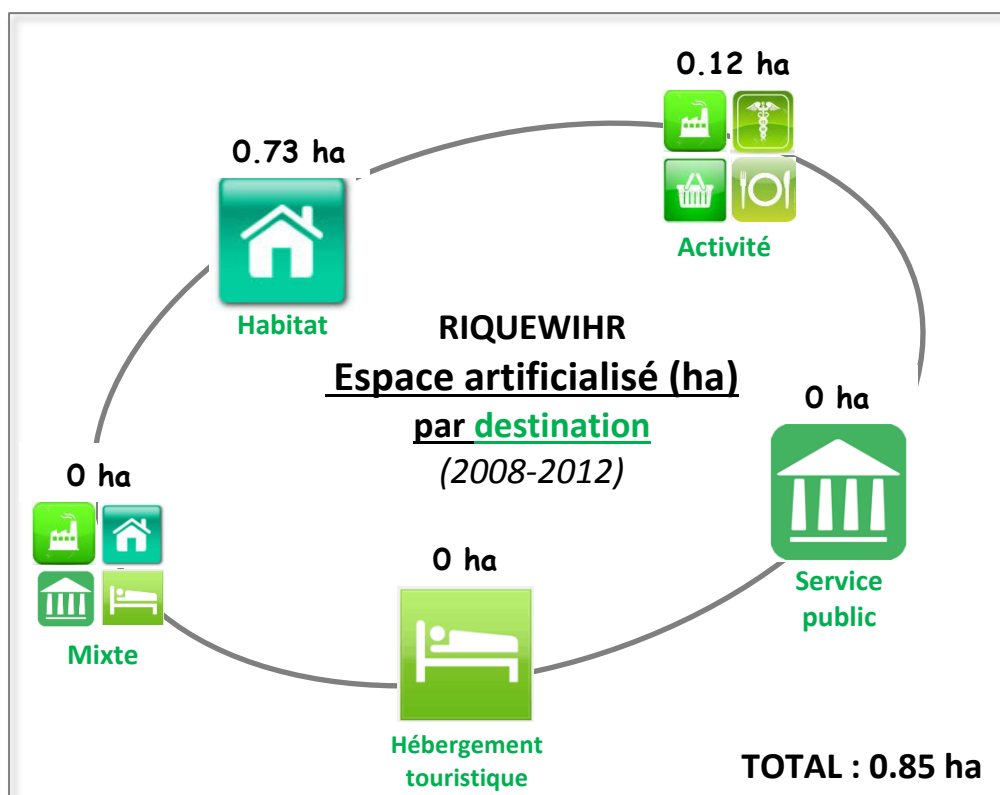 0.12 ha
Activité
0.73 ha
Habitat
RIQUEWIHR
Espace artificialisé (ha)
par destination
(2008-2012)
0 ha
Service
public
0 ha
Mixte
0 ha
Hébergement
touristique
TOTAL : 0.85 ha